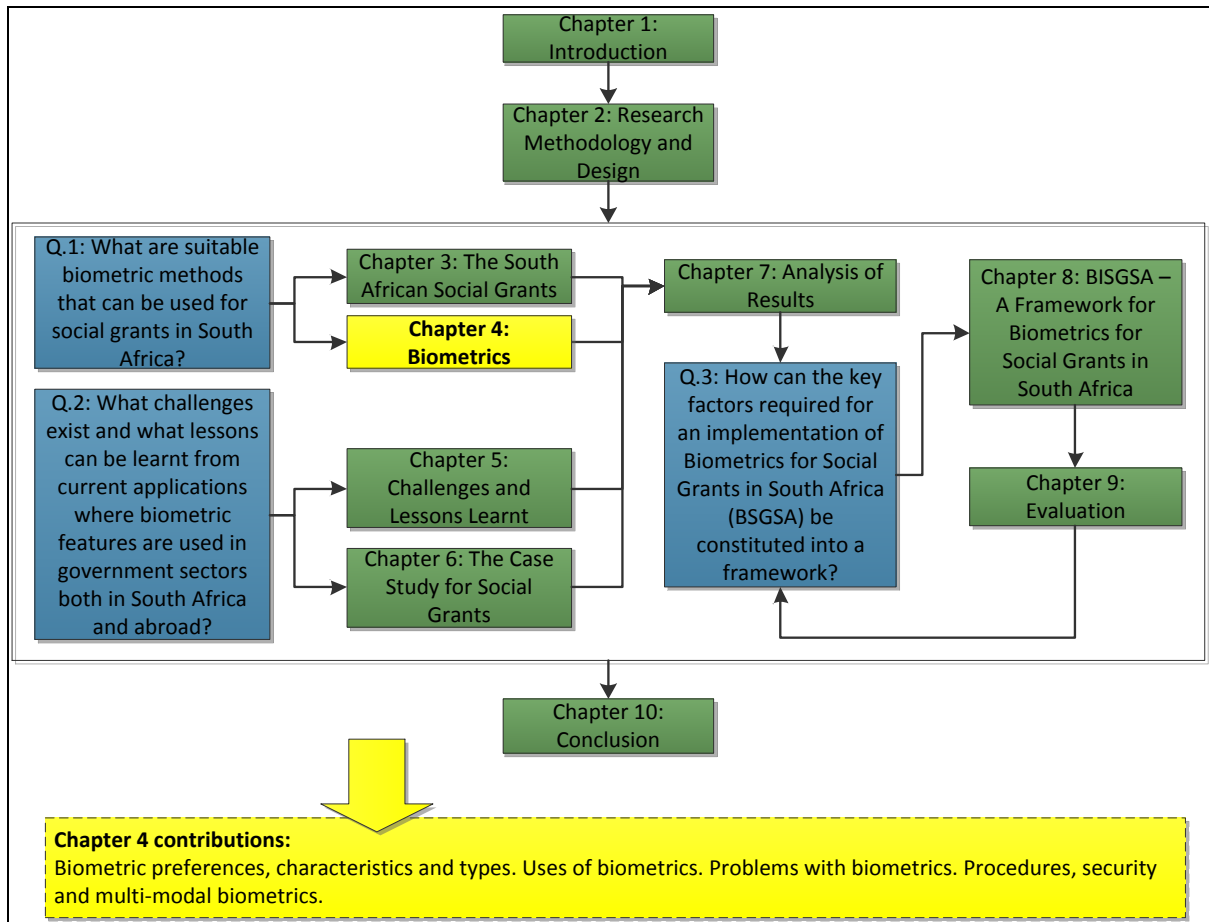 Chapter 1:
Introduction
Chapter 2: Research
Methodology and
Design
Q.1: What are suitable
biometric methods
that can be used for
social grants in South
Africa?
Chapter 3: The South
African Social Grants
Chapter 4:
Biometrics
Q.2: What challenges
exist and what lessons
can be learnt from
current applications
where biometric
features are used in
government sectors
both in South Africa
and abroad?
Chapter 5:
Challenges and
Lessons Learnt
Chapter 6: The Case
Study for Social
Grants
Chapter 7: Analysis of
Results
Q.3: How can the key
factors required for
an implementation of
Biometrics for Social
Grants in South Africa
(BSGSA) be
constituted into a
framework?
Chapter 8: BISGSA –
A Framework for
Biometrics for
Social Grants in
South Africa
Chapter 9:
Evaluation
Chapter 10:
Conclusion
Chapter 4 contributions:
Biometric preferences, characteristics and types. Uses of biometrics. Problems with biometrics. Procedures, security
and multi-modal biometrics.